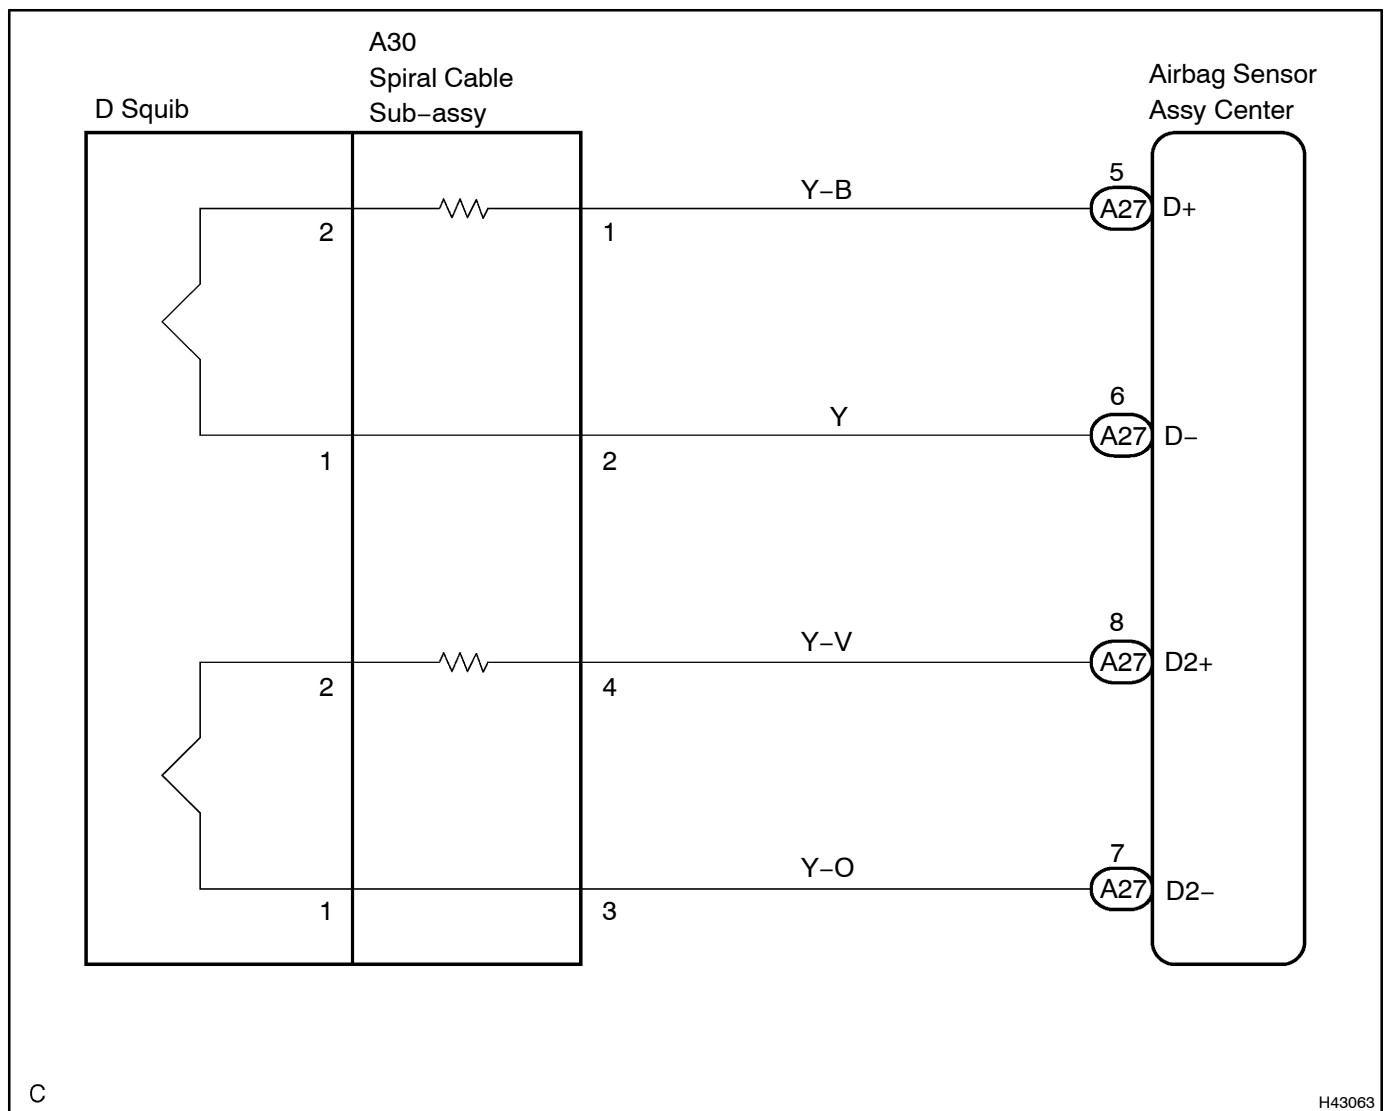 A30
Spiral Cable
Sub−assy
D Squib
Airbag Sensor
Assy Center
2
1
Y−B
5
A27
D+
1
2
Y
6
A27
D−
2
4
Y−V
8
A27
D2+
1
3
Y−O
7
A27
D2−
C
H43063